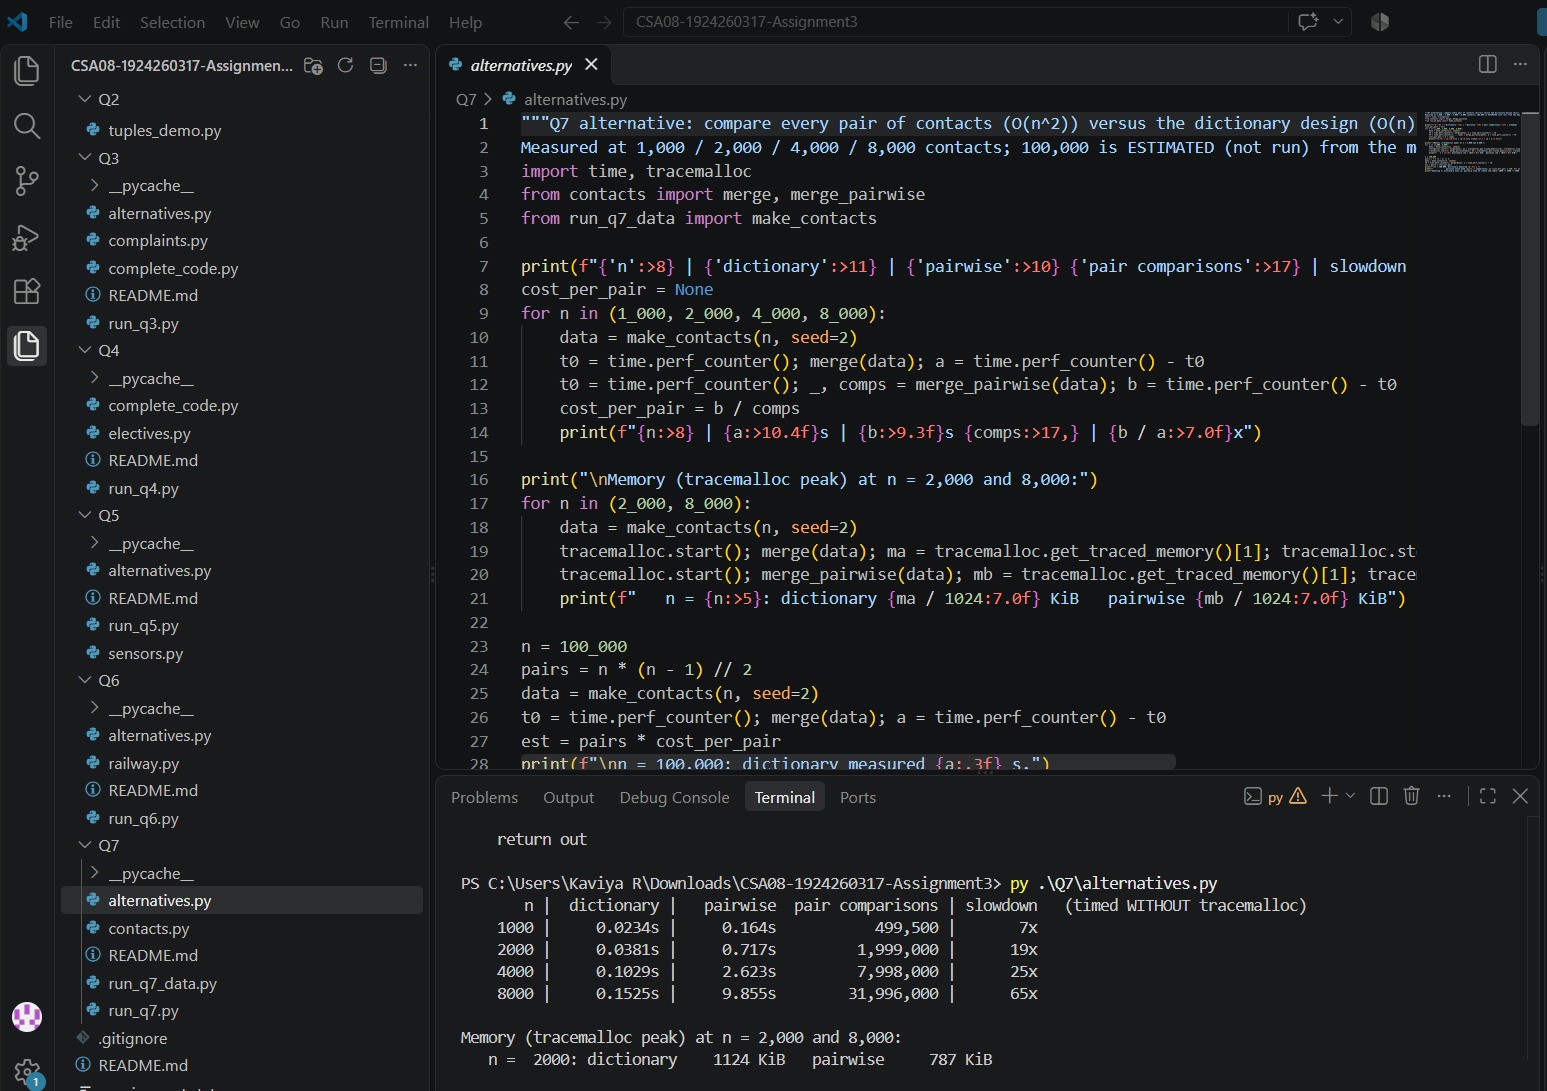 File Edit Selection View Go Run Terminal Help
CSA08-1924260317-Assignment3
CSA08-1924260317-Assignmen...
Q2
tuples_demo.py
Q3
__pycache__
alternatives.py
complaints.py
complete_code.py
README.md
run_q3.py
Q4
__pycache__
complete_code.py
electives.py
README.md
run_q4.py
Q5
__pycache__
alternatives.py
README.md
run_q5.py
sensors.py
Q6
__pycache__
alternatives.py
railway.py
README.md
run_q6.py
Q7
__pycache__
alternatives.py
contacts.py
README.md
run_q7_data.py
run_q7.py
.gitignore
README.md
1
alternatives.py
Q7 > alternatives.py
1 """Q7 alternative: compare every pair of contacts (O(n^2)) versus the dictionary design (O(n)
2 Measured at 1,000 / 2,000 / 4,000 / 8,000 contacts; 100,000 is ESTIMATED (not run) from the m
3 import time, tracemalloc
4 from contacts import merge, merge_pairwise
5 from run_q7_data import make_contacts
6
7 print(f"{'n':>8} | {'dictionary':>11} | {'pairwise':>10} {'pair comparisons':>17} | slowdown
8 cost_per_pair = None
9 for n in (1_000, 2_000, 4_000, 8_000):
10     data = make_contacts(n, seed=2)
11     t0 = time.perf_counter(); merge(data); a = time.perf_counter() - t0
12     t0 = time.perf_counter(); _, comps = merge_pairwise(data); b = time.perf_counter() - t0
13     cost_per_pair = b / comps
14     print(f"{n:>8} | {a:>10.4f}s | {b:>9.3f}s {comps:>17,} | {b / a:>7.0f}x")
15
16 print("\nMemory (tracemalloc peak) at n = 2,000 and 8,000:")
17 for n in (2_000, 8_000):
18     data = make_contacts(n, seed=2)
19     tracemalloc.start(); merge(data); ma = tracemalloc.get_traced_memory()[1]; tracemalloc.st
20     tracemalloc.start(); merge_pairwise(data); mb = tracemalloc.get_traced_memory()[1]; trace
21     print(f"   n = {n:>5}: dictionary {ma / 1024:7.0f} KiB   pairwise {mb / 1024:7.0f} KiB")
22
23 n = 100_000
24 pairs = n * (n - 1) // 2
25 data = make_contacts(n, seed=2)
26 t0 = time.perf_counter(); merge(data); a = time.perf_counter() - t0
27 est = pairs * cost_per_pair
28 print(f"\nn = 100,000: dictionary measured {a:.3f} s.")
Problems Output Debug Console Terminal Ports
py
return out
PS C:\Users\Kaviya R\Downloads\CSA08-1924260317-Assignment3> py .\Q7\alternatives.py
n | dictionary | pairwise pair comparisons | slowdown (timed WITHOUT tracemalloc)
1000 | 0.0234s | 0.164s 499,500 | 7x
2000 | 0.0381s | 0.717s 1,999,000 | 19x
4000 | 0.1029s | 2.623s 7,998,000 | 25x
8000 | 0.1525s | 9.855s 31,996,000 | 65x
Memory (tracemalloc peak) at n = 2,000 and 8,000:
n = 2000: dictionary 1124 KiB pairwise 787 KiB